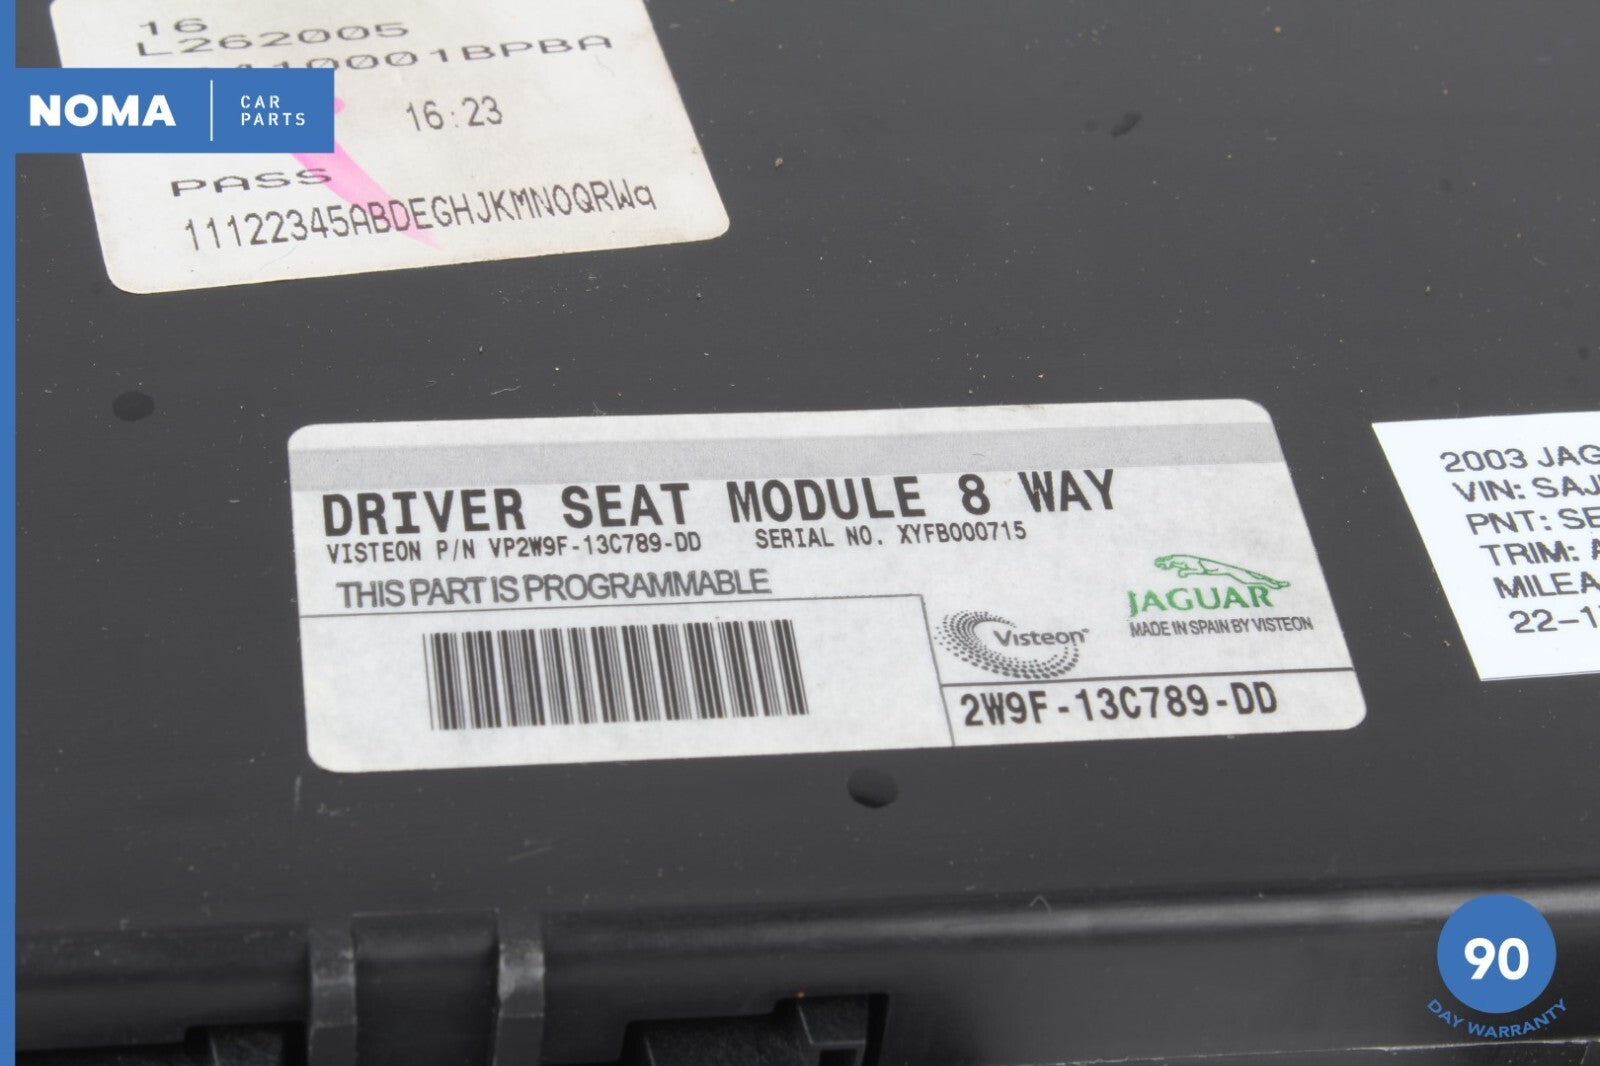 16
L262005
10001BPBA
NOMA
CAR
PARTS
16:23
PASS
11122345ABDEGHJKMNOQRWq
DRIVER SEAT MODULE 8 WAY
VISTEON P/N VP2W9F-13C789-DD SERIAL NO. XYFB000715
THIS PART IS PROGRAMMABLE
JAGUAR
Visteon
MADE IN SPAIN BY VISTEON
2W9F-13C789-DD
2003 JAG
VIN: SAJ
PNT: SE
TRIM:
MILEA
22-1
90
DAY WARRANTY